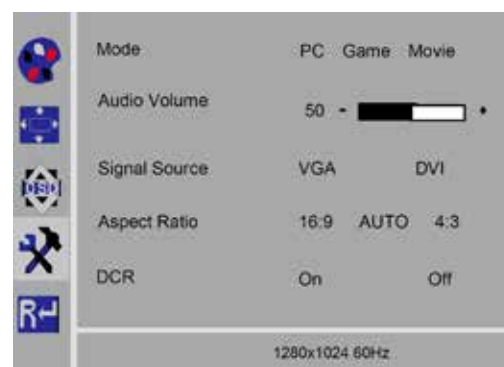 Mode PC Game Movie
Audio Volume 50 - +
Signal Source VGA DVI
OSD
Aspect Ratio 16:9 AUTO 4:3
DCR On Off
R
1280x1024 60Hz